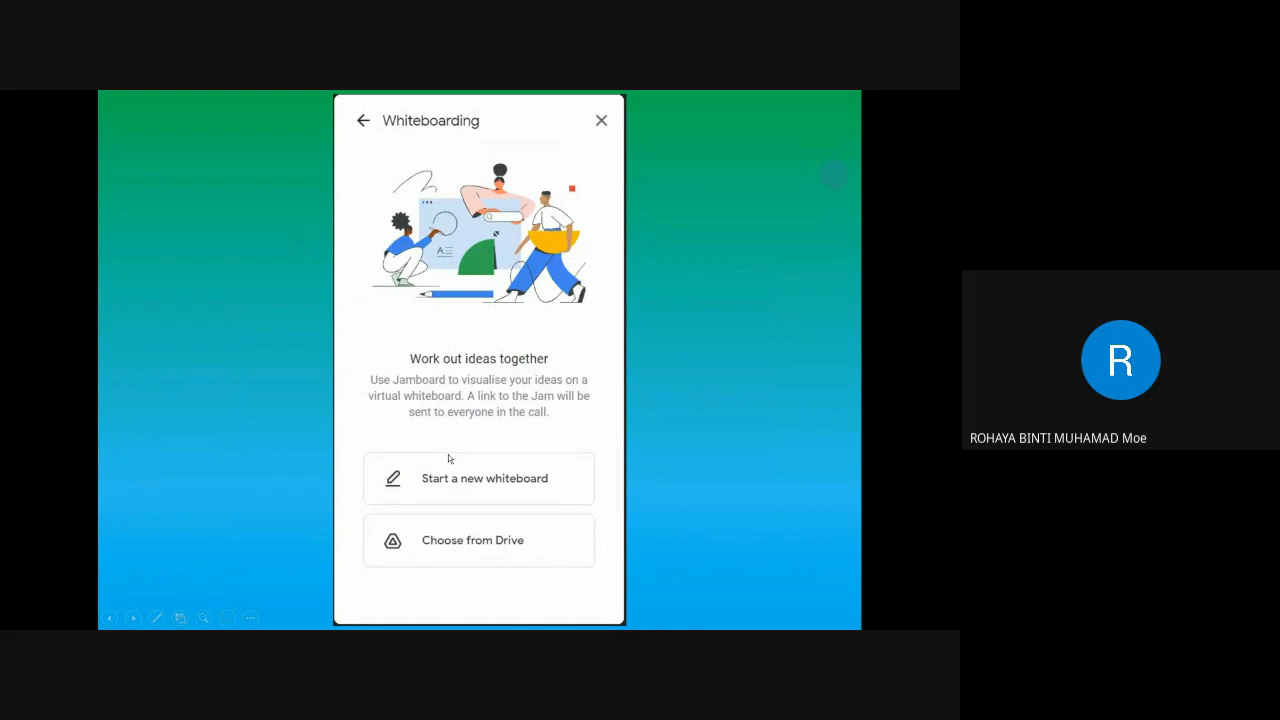 Whiteboarding
Work out ideas together
Use Jamboard to visualise your ideas on a
virtual whiteboard. A link to the Jam will be
sent to everyone in the call.
Start a new whiteboard
Choose from Drive
R
ROHAYA BINTI MUHAMAD Moe